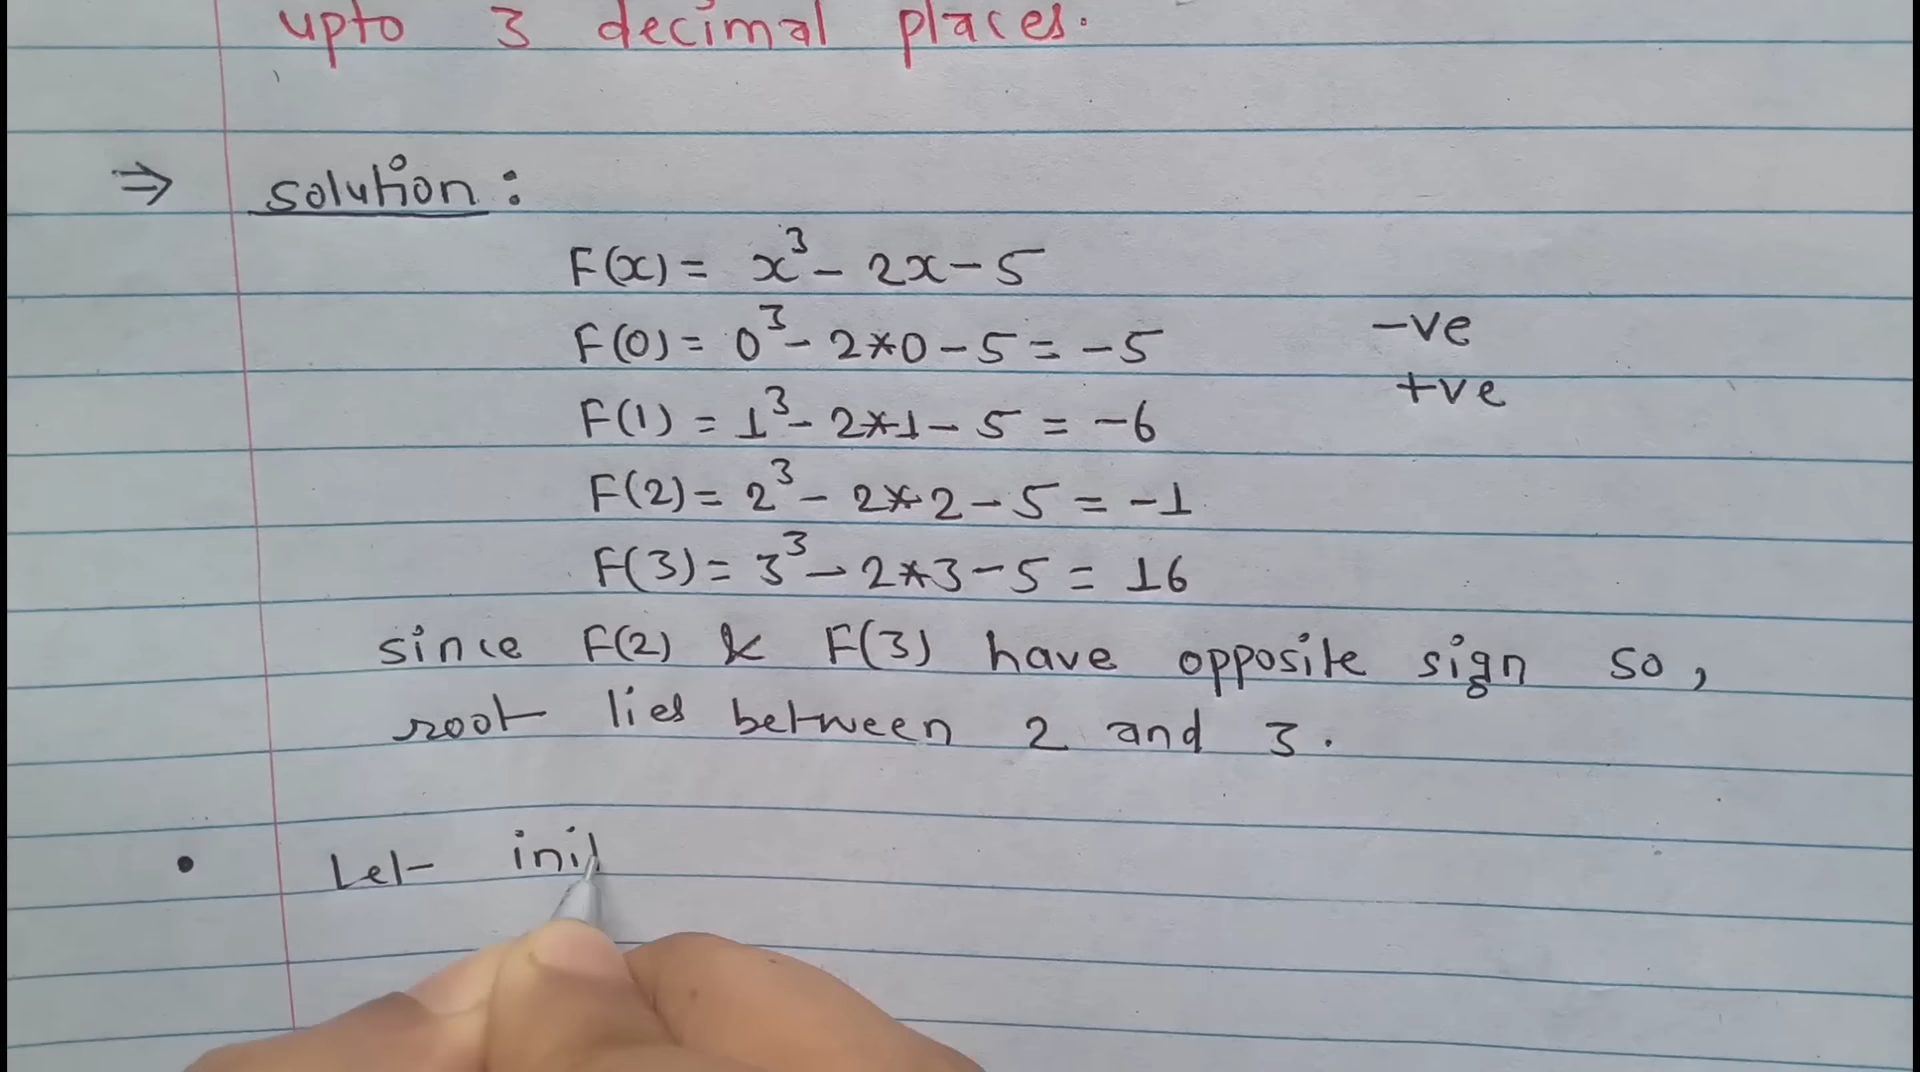 upto 3 decimal places.
⇒ solution :
F(x) = x³ - 2x - 5
F(0) = 0³ - 2*0 - 5 = -5
-ve
+ve
F(1) = 1³ - 2*1 - 5 = -6
F(2) = 2³ - 2*2 - 5 = -1
F(3) = 3³ - 2*3 - 5 = 16
since F(2) & F(3) have opposite sign so,
root lies between 2 and 3.
• Let init